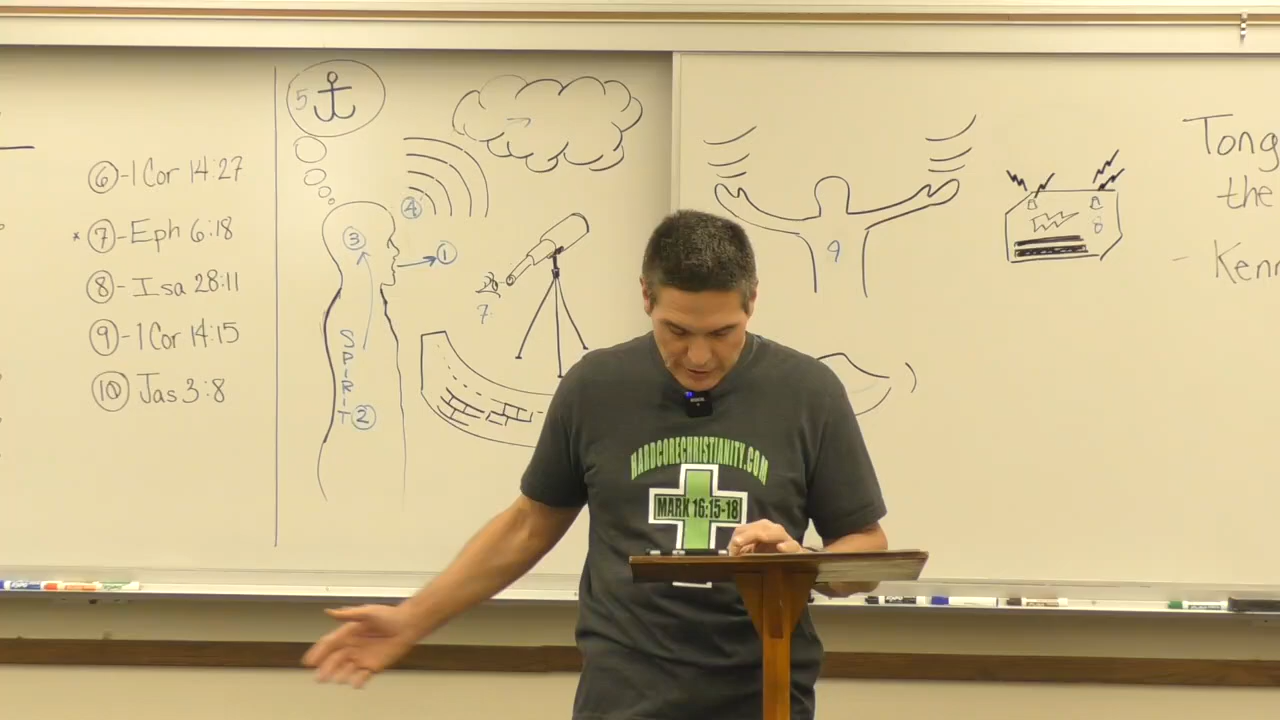 ⑥-1 Cor 14:27
* ⑦-Eph 6:18
⑧-Isa 28:11
⑨-1 Cor 14:15
⑩ Jas 3:8
5
4
3
1
SPIRIT
2
7
9
8
Tong
the
- Kenn
HARDCORECHRISTIANITY.COM
MARK 16:15-18